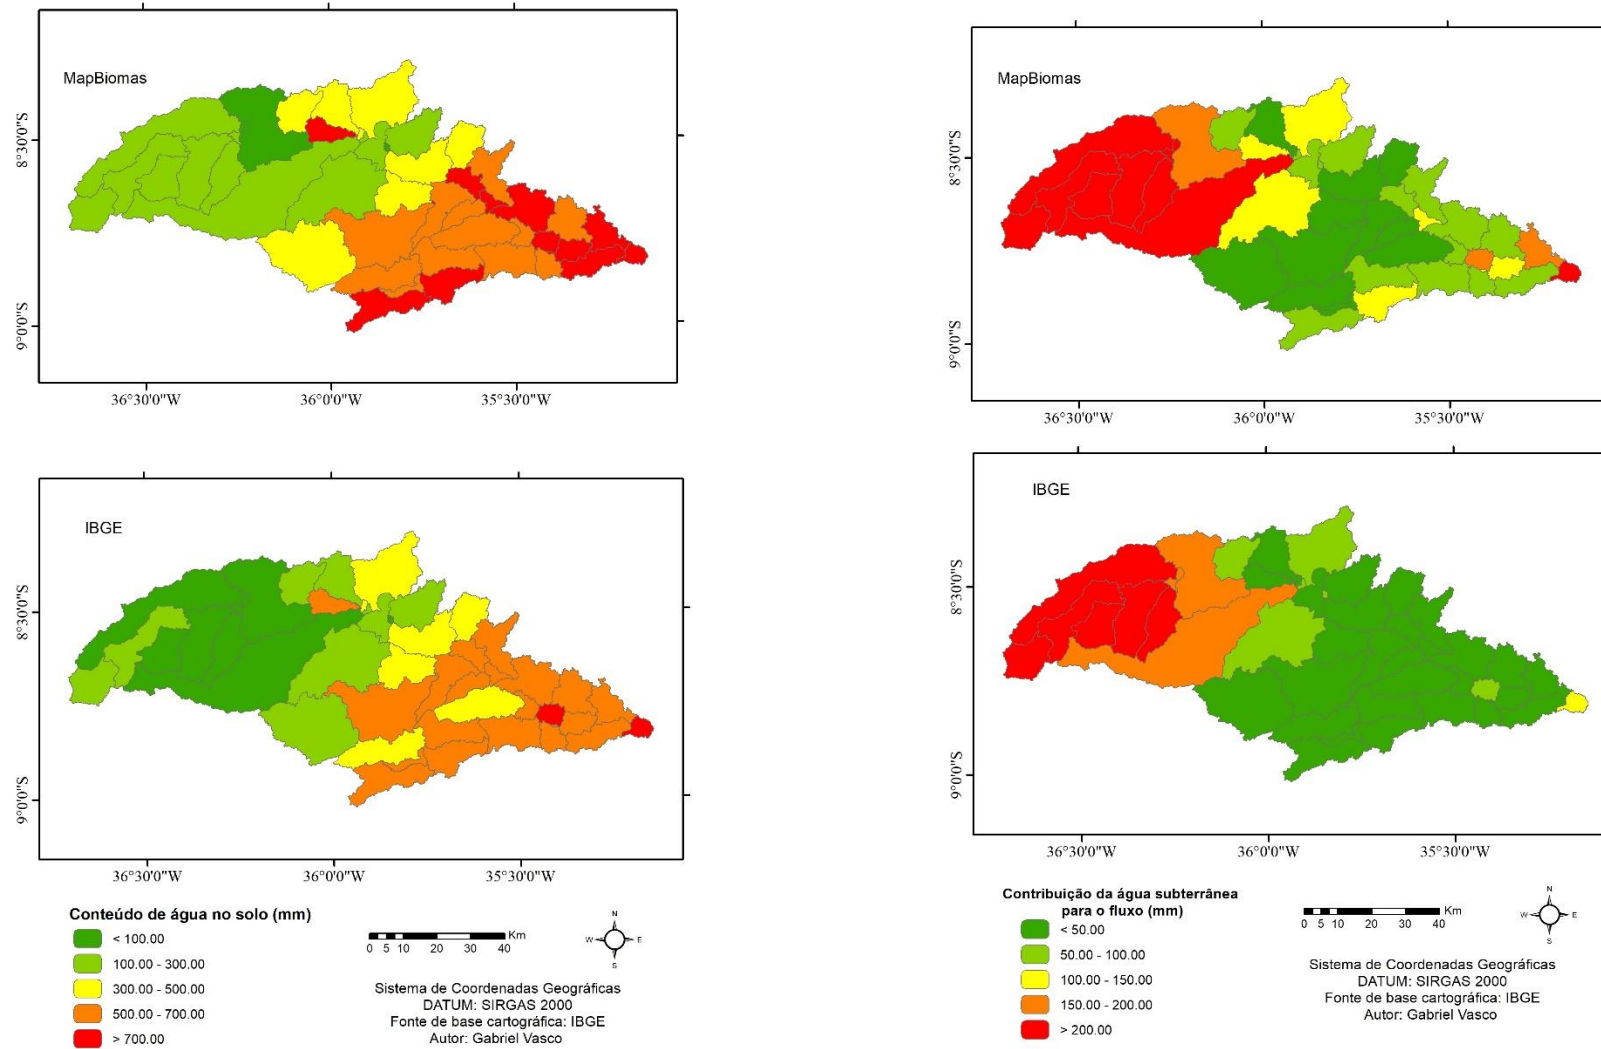 MapBiomas
8°30'0"S
9°0'0"S
36°30'0"W
36°0'0"W
35°30'0"W
MapBiomas
8°30'0"S
9°0'0"S
36°30'0"W
36°0'0"W
35°30'0"W
IBGE
8°30'0"S
9°0'0"S
36°30'0"W
36°0'0"W
35°30'0"W
IBGE
8°30'0"S
9°0'0"S
36°30'0"W
36°0'0"W
35°30'0"W
Conteúdo de água no solo (mm)
< 100.00
100.00 - 300.00
300.00 - 500.00
500.00 - 700.00
> 700.00
Km
0 5 10 20 30 40
N
W E
S
Sistema de Coordenadas Geográficas
DATUM: SIRGAS 2000
Fonte de base cartográfica: IBGE
Autor: Gabriel Vasco
Contribuição da água subterrânea
para o fluxo (mm)
< 50.00
50.00 - 100.00
100.00 - 150.00
150.00 - 200.00
> 200.00
Km
0 5 10 20 30 40
N
W E
S
Sistema de Coordenadas Geográficas
DATUM: SIRGAS 2000
Fonte de base cartográfica: IBGE
Autor: Gabriel Vasco